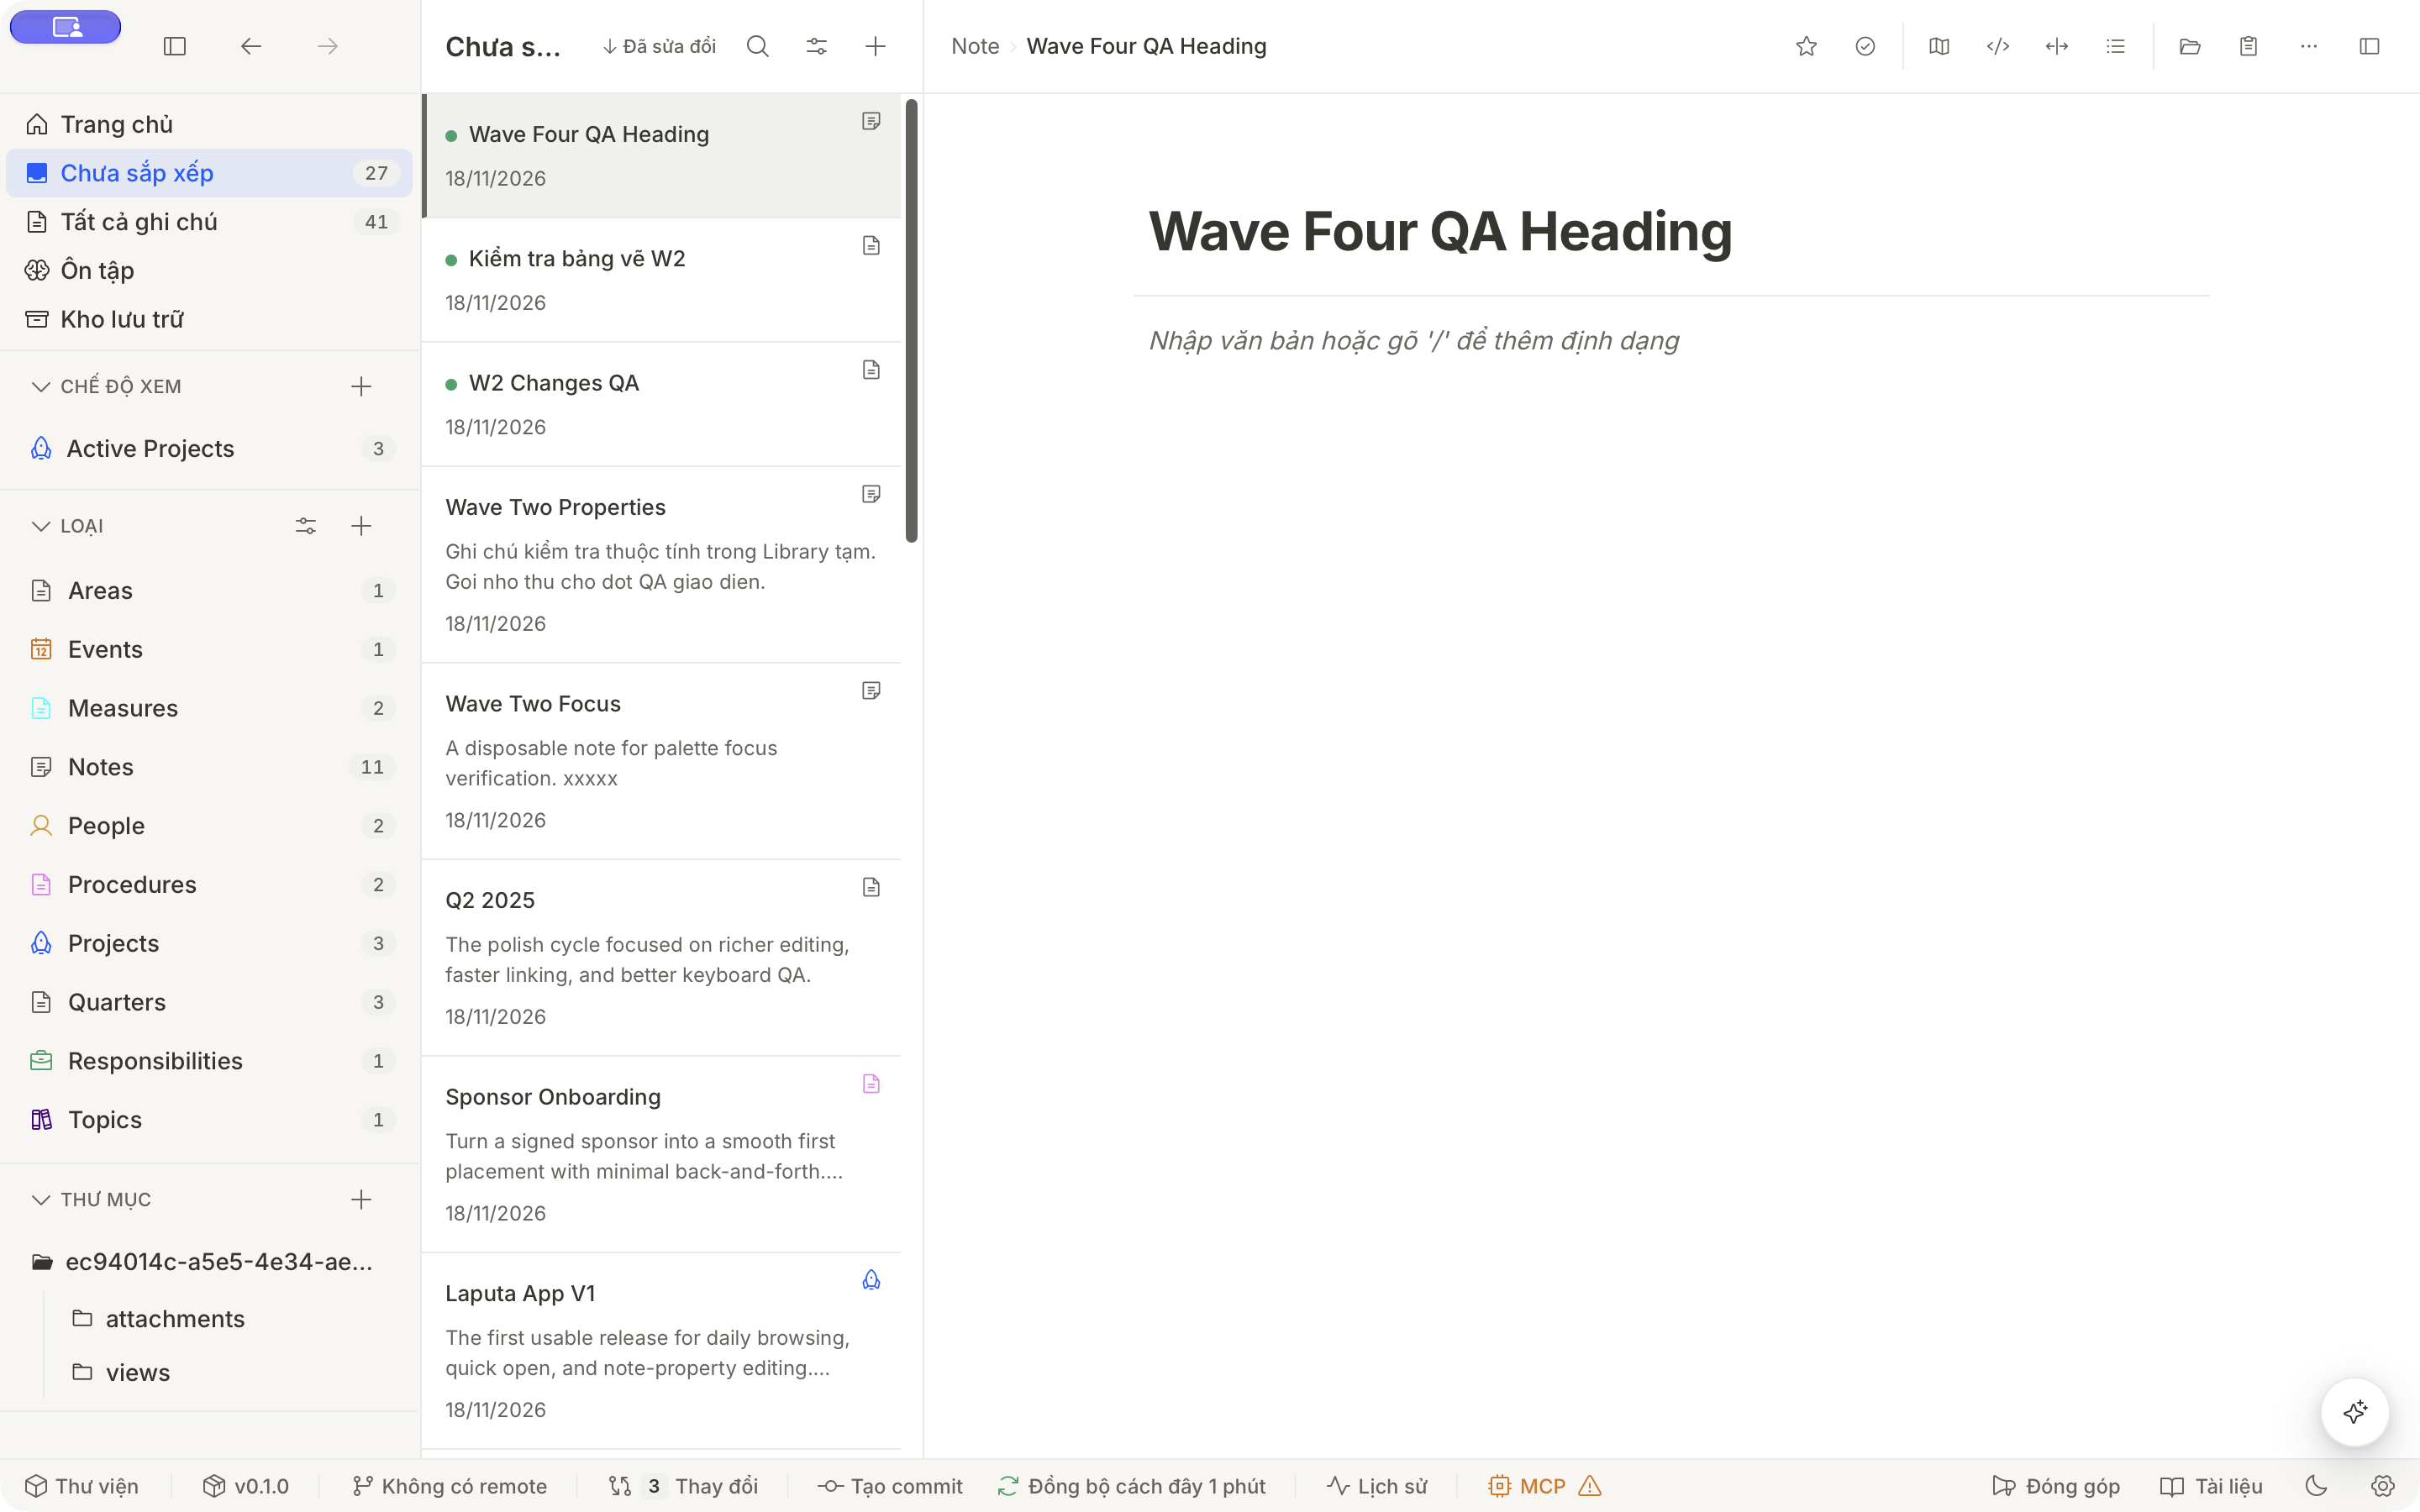 Trang chủ
Chưa sắp xếp 27
Tất cả ghi chú 41
Ôn tập
Kho lưu trữ
CHẾ ĐỘ XEM
Active Projects 3
LOẠI
Areas 1
12
Events 1
Measures 2
Notes 11
People 2
Procedures 2
Projects 3
Quarters 3
Responsibilities 1
Topics 1
THƯ MỤC
ec94014c-a5e5-4e34-ae...
attachments
views
Chưa s... Đã sửa đổi
Wave Four QA Heading
18/11/2026
Kiểm tra bảng vẽ W2
18/11/2026
W2 Changes QA
18/11/2026
Wave Two Properties
Ghi chú kiểm tra thuộc tính trong Library tạm.
Goi nho thu cho dot QA giao dien.
18/11/2026
Wave Two Focus
A disposable note for palette focus
verification. xxxxx
18/11/2026
Q2 2025
The polish cycle focused on richer editing,
faster linking, and better keyboard QA.
18/11/2026
Sponsor Onboarding
Turn a signed sponsor into a smooth first
placement with minimal back-and-forth....
18/11/2026
Laputa App V1
The first usable release for daily browsing,
quick open, and note-property editing....
18/11/2026
Note › Wave Four QA Heading
Wave Four QA Heading
Nhập văn bản hoặc gõ '/' để thêm định dạng
Thư viện v0.1.0 Không có remote 3 Thay đổi Tạo commit Đồng bộ cách đây 1 phút Lịch sử MCP Đóng góp Tài liệu